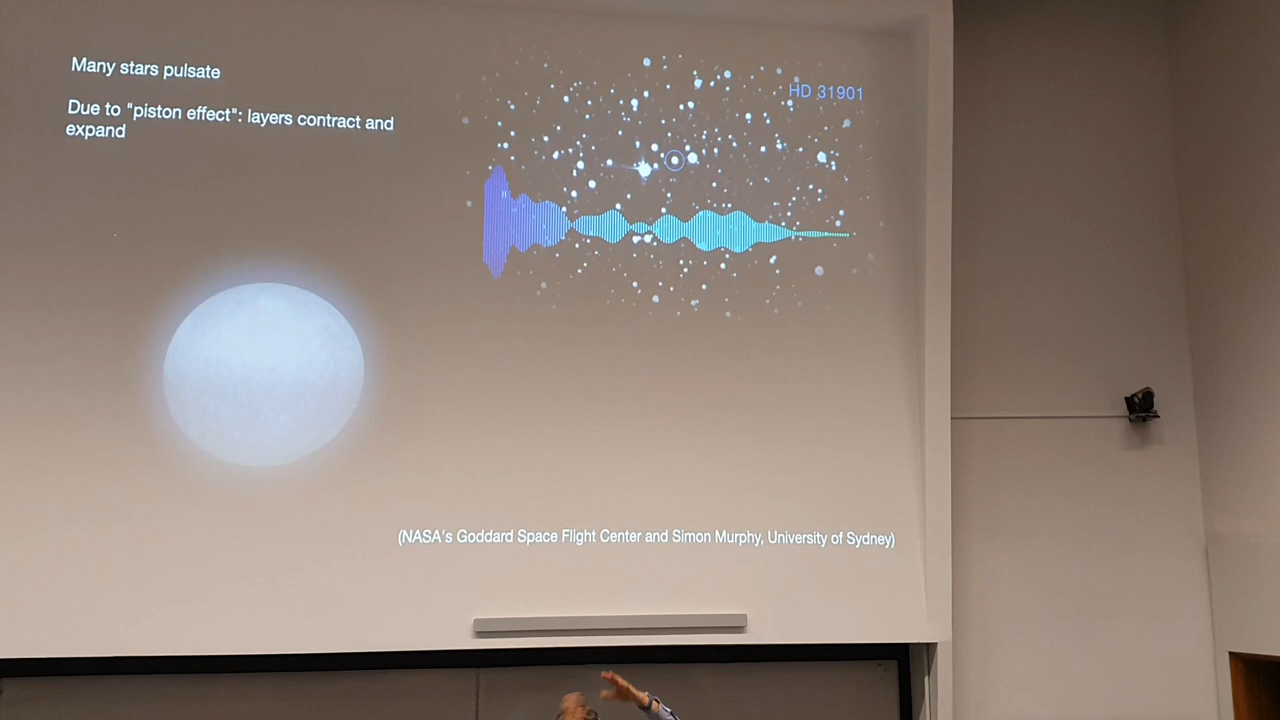 Many stars pulsate
Due to "piston effect": layers contract and
expand
HD 31901
(NASA's Goddard Space Flight Center and Simon Murphy, University of Sydney)